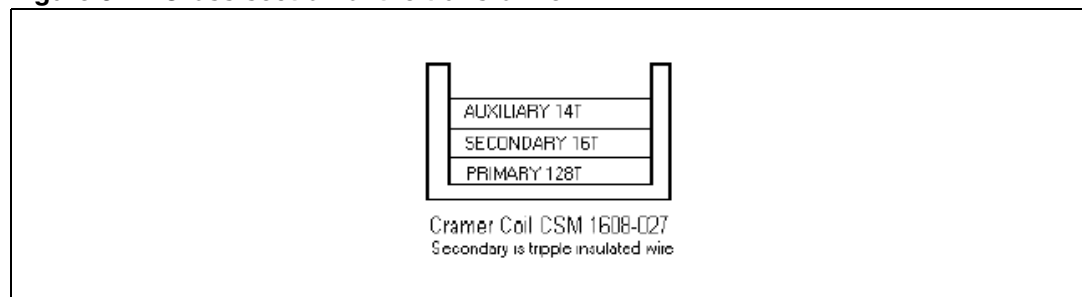 AUXILIARY 14T
SECONDARY 16T
PRIMARY 128T
Cramer Coil CSM 1608-027
Secondary is tripple insulated wire